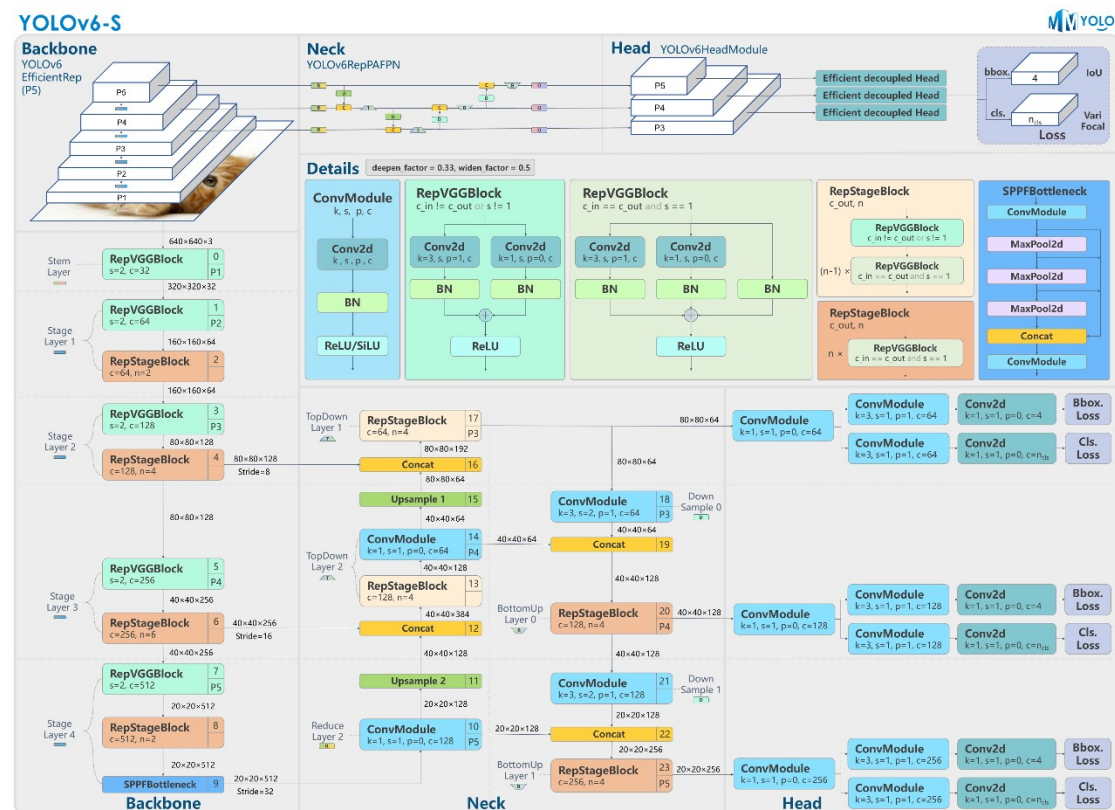 YOLOv6-S
MMYOLO
Backbone
YOLOv6
EfficientRep
(P5)
P4
P3
P2
P1
Neck
YOLOv6RepPAFPN
Head YOLOv6HeadModule
P5
P4
P3
Efficient decoupled Head
Efficient decoupled Head
Efficient decoupled Head
bbox.
4
IoU
cls.
ncls
Vari
Focal
Loss
Details
deepen_factor = 0.33, widen_factor = 0.5
ConvModule
k, s, p, c
Conv2d
k, s, p, c
BN
ReLU/SiLU
RepVGGBlock
c_in != c_out or s != 1
Conv2d
k=3, s, p=1, c
Conv2d
k=1, s, p=0, c
BN
BN
ReLU
RepVGGBlock
c_in == c_out and s == 1
Conv2d
k=3, s, p=1, c
Conv2d
k=1, s, p=0, c
BN
BN
BN
ReLU
RepStageBlock
c_out, n
RepVGGBlock
c_in != c_out or s != 1
(n-1) ×
RepVGGBlock
c_in == c_out and s == 1
RepStageBlock
c_out, n
n ×
RepVGGBlock
c_in == c_out and s == 1
SPPFBottleneck
ConvModule
MaxPool2d
MaxPool2d
MaxPool2d
Concat
ConvModule
640×640×3
Stem
Layer
RepVGGBlock 0
s=2, c=32 P1
320×320×32
Stage
Layer 1
RepVGGBlock 1
s=2, c=64 P2
160×160×64
RepStageBlock 2
c=64, n=2
160×160×64
Stage
Layer 2
RepVGGBlock 3
s=2, c=128 P3
80×80×128
RepStageBlock 4
c=128, n=4
80×80×128
Stride=8
80×80×128
Stage
Layer 3
RepVGGBlock 5
s=2, c=256 P4
40×40×256
RepStageBlock 6
c=256, n=6
40×40×256
Stride=16
40×40×256
Stage
Layer 4
RepVGGBlock 7
s=2, c=512 P5
20×20×512
RepStageBlock 8
c=512, n=2
20×20×512
SPPFBottleneck 9
20×20×512
Stride=32
Backbone
TopDown
Layer 1
RepStageBlock 17
c=64, n=4 P3
80×80×192
Concat 16
80×80×64
Upsample 1 15
40×40×64
TopDown
Layer 2
ConvModule 14
k=1, s=1, p=0, c=64 P4
40×40×64
40×40×128
RepStageBlock 13
c=128, n=4
40×40×384
Concat 12
40×40×128
Upsample 2 11
20×20×128
Reduce
Layer 2
ConvModule 10
k=1, s=1, p=0, c=128 P5
20×20×128
80×80×64
80×80×64
ConvModule 18
k=3, s=2, p=1, c=64 P3
Down
Sample 0
40×40×64
Concat 19
40×40×128
BottomUp
Layer 0
RepStageBlock 20
c=128, n=4 P4
40×40×128
40×40×128
ConvModule 21
k=3, s=2, p=1, c=128
Down
Sample 1
20×20×128
Concat 22
20×20×256
BottomUp
Layer 1
RepStageBlock 23
c=256, n=4 P5
20×20×256
Neck
ConvModule
k=1, s=1, p=0, c=64
ConvModule
k=3, s=1, p=1, c=64
Conv2d
k=1, s=1, p=0, c=4
Bbox.
Loss
ConvModule
k=3, s=1, p=1, c=64
Conv2d
k=1, s=1, p=0, c=ncls
Cls.
Loss
ConvModule
k=1, s=1, p=0, c=128
ConvModule
k=3, s=1, p=1, c=128
Conv2d
k=1, s=1, p=0, c=4
Bbox.
Loss
ConvModule
k=3, s=1, p=1, c=128
Conv2d
k=1, s=1, p=0, c=ncls
Cls.
Loss
ConvModule
k=1, s=1, p=0, c=256
ConvModule
k=3, s=1, p=1, c=256
Conv2d
k=1, s=1, p=0, c=4
Bbox.
Loss
ConvModule
k=3, s=1, p=1, c=256
Conv2d
k=1, s=1, p=0, c=ncls
Cls.
Loss
Head